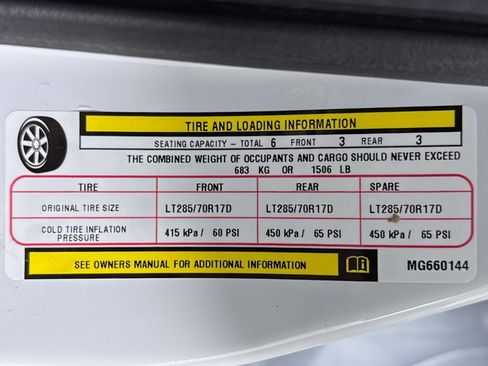 TIRE AND LOADING INFORMATION
SEATING CAPACITY – TOTAL 6 FRONT 3 REAR 3
THE COMBINED WEIGHT OF OCCUPANTS AND CARGO SHOULD NEVER EXCEED
683 KG OR 1506 LB
TIRE FRONT REAR SPARE
ORIGINAL TIRE SIZE LT285/70R17D LT285/70R17D LT285/70R17D
COLD TIRE INFLATION PRESSURE 415 kPa / 60 PSI 450 kPa / 65 PSI 450 kPa / 65 PSI
SEE OWNERS MANUAL FOR ADDITIONAL INFORMATION MG660144